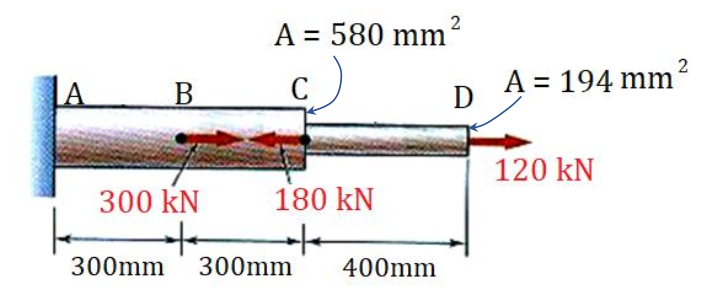 A = 580 mm²
A B C D A = 194 mm²
300 kN 180 kN 120 kN
300mm 300mm 400mm